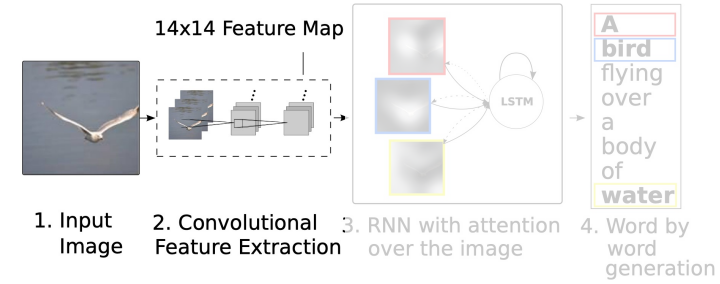 14x14 Feature Map
LSTM
A
bird
flying
over
a
body
of
water
1. Input
Image
2. Convolutional
Feature Extraction
3. RNN with attention
over the image
4. Word by
word
generation